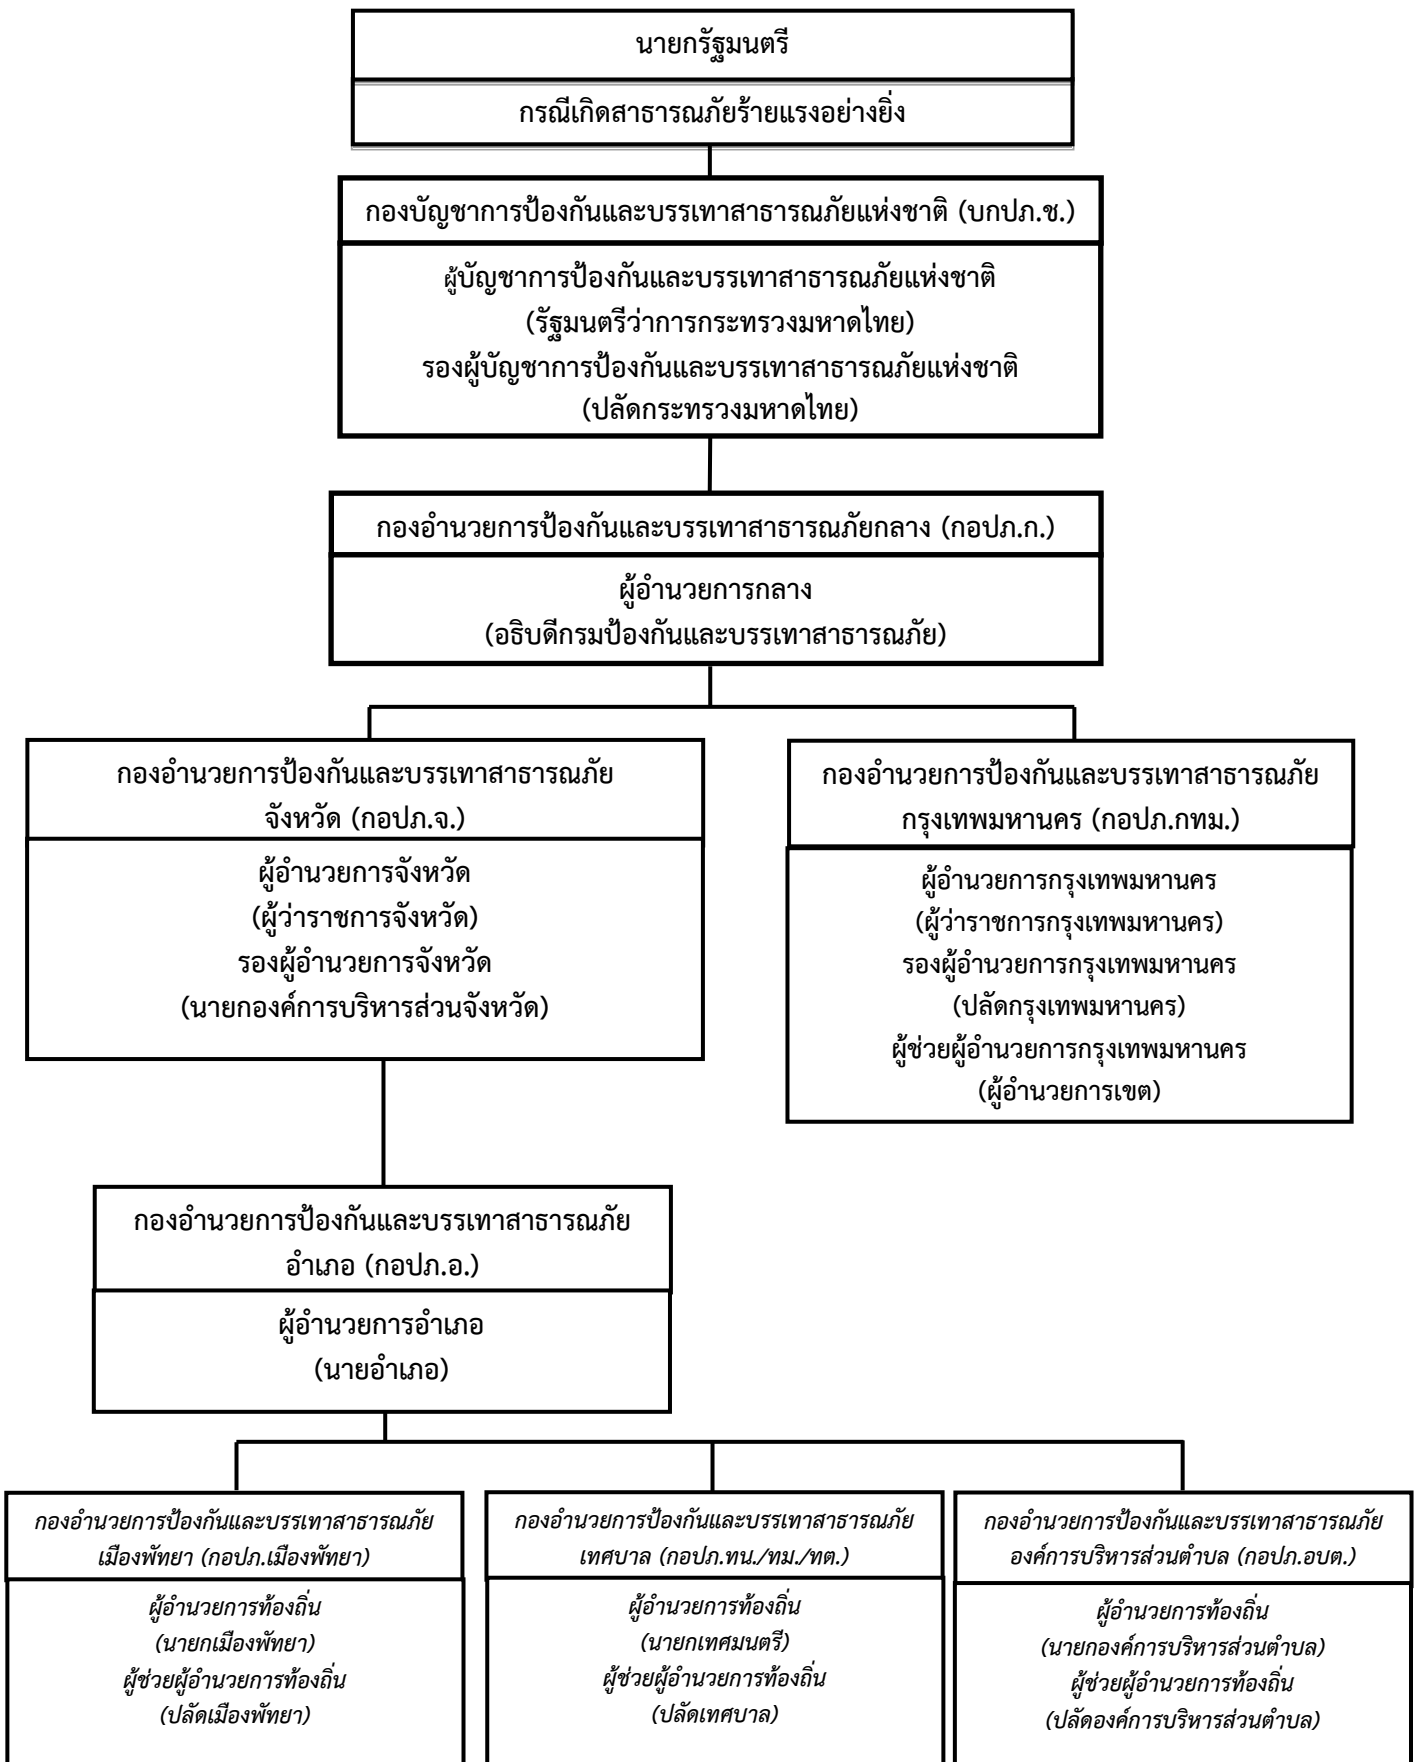 นายกรัฐมนตรี
กรณีเกิดสาธารณภัยร้ายแรงอย่างยิ่ง
กองบัญชาการป้องกันและบรรเทาสาธารณภัยแห่งชาติ (บกปภ.ช.)
ผู้บัญชาการป้องกันและบรรเทาสาธารณภัยแห่งชาติ
(รัฐมนตรีว่าการกระทรวงมหาดไทย)
รองผู้บัญชาการป้องกันและบรรเทาสาธารณภัยแห่งชาติ
(ปลัดกระทรวงมหาดไทย)
กองอำนวยการป้องกันและบรรเทาสาธารณภัยกลาง (กอปภ.ก.)
ผู้อำนวยการกลาง
(อธิบดีกรมป้องกันและบรรเทาสาธารณภัย)
กองอำนวยการป้องกันและบรรเทาสาธารณภัย
จังหวัด (กอปภ.จ.)
ผู้อำนวยการจังหวัด
(ผู้ว่าราชการจังหวัด)
รองผู้อำนวยการจังหวัด
(นายกองค์การบริหารส่วนจังหวัด)
กองอำนวยการป้องกันและบรรเทาสาธารณภัย
กรุงเทพมหานคร (กอปภ.กทม.)
ผู้อำนวยการกรุงเทพมหานคร
(ผู้ว่าราชการกรุงเทพมหานคร)
รองผู้อำนวยการกรุงเทพมหานคร
(ปลัดกรุงเทพมหานคร)
ผู้ช่วยผู้อำนวยการกรุงเทพมหานคร
(ผู้อำนวยการเขต)
กองอำนวยการป้องกันและบรรเทาสาธารณภัย
อำเภอ (กอปภ.อ.)
ผู้อำนวยการอำเภอ
(นายอำเภอ)
กองอำนวยการป้องกันและบรรเทาสาธารณภัย
เมืองพัทยา (กอปภ.เมืองพัทยา)
ผู้อำนวยการท้องถิ่น
(นายกเมืองพัทยา)
ผู้ช่วยผู้อำนวยการท้องถิ่น
(ปลัดเมืองพัทยา)
กองอำนวยการป้องกันและบรรเทาสาธารณภัย
เทศบาล (กอปภ.ทน./ทม./ทต.)
ผู้อำนวยการท้องถิ่น
(นายกเทศมนตรี)
ผู้ช่วยผู้อำนวยการท้องถิ่น
(ปลัดเทศบาล)
กองอำนวยการป้องกันและบรรเทาสาธารณภัย
องค์การบริหารส่วนตำบล (กอปภ.อบต.)
ผู้อำนวยการท้องถิ่น
(นายกองค์การบริหารส่วนตำบล)
ผู้ช่วยผู้อำนวยการท้องถิ่น
(ปลัดองค์การบริหารส่วนตำบล)